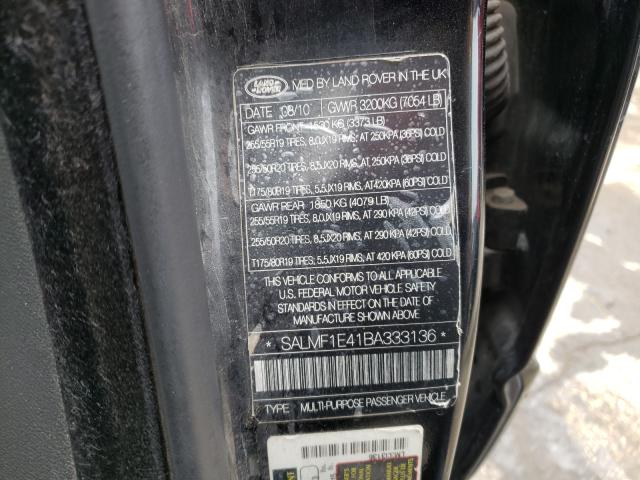 LAND ROVER MFD BY LAND ROVER IN THE UK
DATE 08/10 GVWR 3200KG (7054 LB)
GAWR FRONT 1530 KG (3373 LB)
255/55R19 TIRES, 8.0JX19 RIMS, AT 250KPA (36PSI) COLD
255/50R20 TIRES, 8.5JX20 RIMS, AT 250KPA (36PSI) COLD
T175/80R19 TIRES, 5.5JX19 RIMS, AT 420KPA (60PSI) COLD
GAWR REAR 1850 KG (4079 LB)
255/55R19 TIRES, 8.0JX19 RIMS, AT 290 KPA (42PSI) COLD
255/50R20 TIRES, 8.5JX20 RIMS, AT 290 KPA (42PSI) COLD
T175/80R19 TIRES, 5.5JX19 RIMS, AT 420 KPA (60PSI) COLD
THIS VEHICLE CONFORMS TO ALL APPLICABLE
U.S. FEDERAL MOTOR VEHICLE SAFETY
STANDARDS IN EFFECT ON THE DATE OF
MANUFACTURE SHOWN ABOVE.
* SALMF1E41BA333136 *
TYPE MULTI-PURPOSE PASSENGER VEHICLE